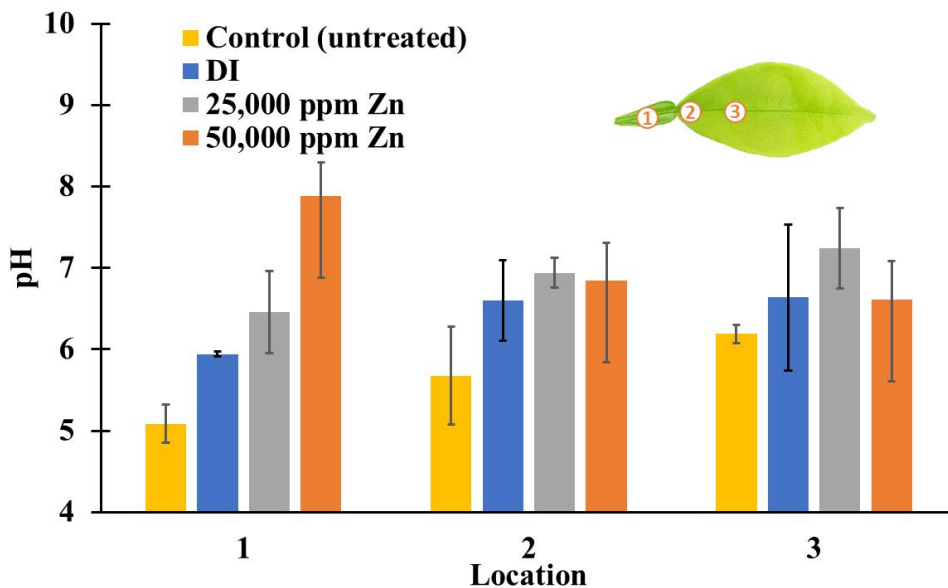 10
9
8
7
6
5
4
pH
Control (untreated)
DI
25,000 ppm Zn
50,000 ppm Zn
1
2
3
1
2
3
Location